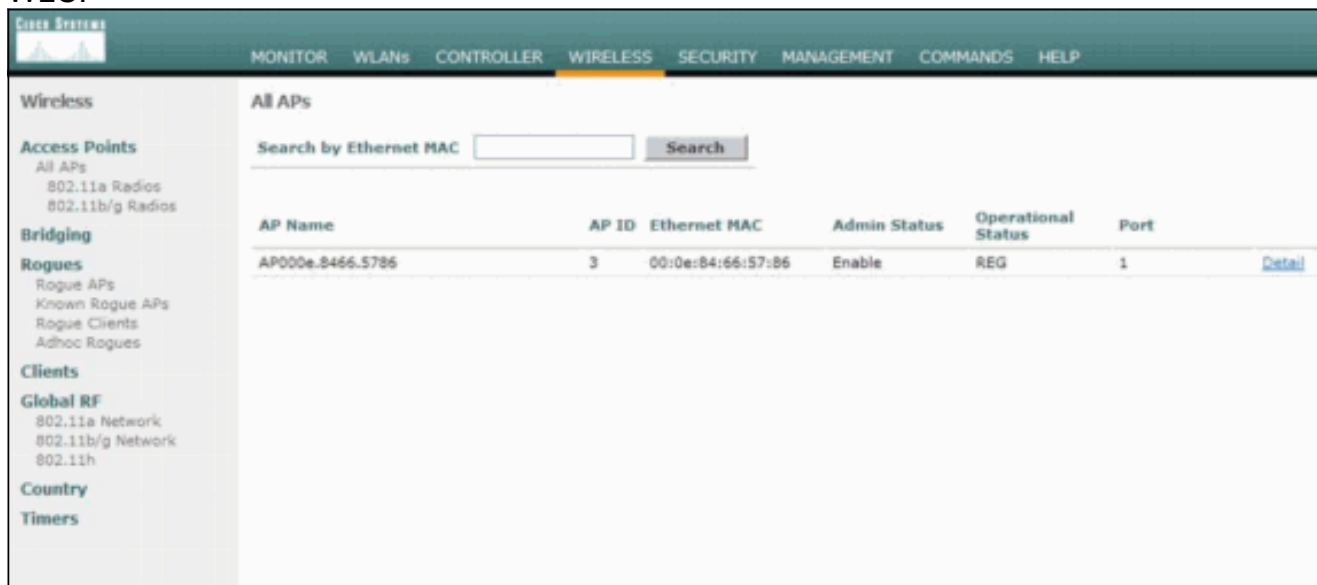 CISCO SYSTEMS
MONITOR WLANs CONTROLLER WIRELESS SECURITY MANAGEMENT COMMANDS HELP
Wireless
Access Points
All APs
802.11a Radios
802.11b/g Radios
Bridging
Rogues
Rogue APs
Known Rogue APs
Rogue Clients
Adhoc Rogues
Clients
Global RF
802.11a Network
802.11b/g Network
802.11h
Country
Timers
All APs
Search by Ethernet MAC Search
AP Name AP ID Ethernet MAC Admin Status Operational Status Port
AP000e.8466.5786 3 00:0e:84:66:57:86 Enable REG 1 Detail